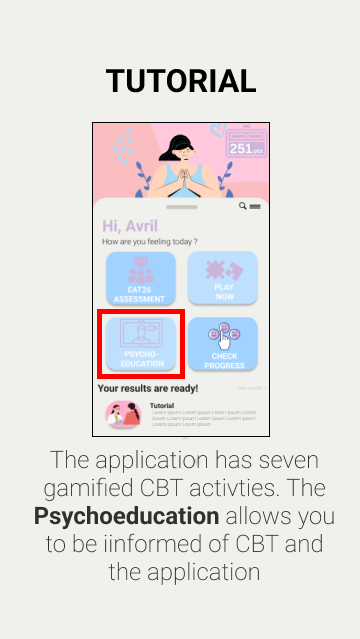 TUTORIAL
251 pts
Hi, Avril
How are you feeling today ?
EAT26
ASSESSMENT
PLAY
NOW
PSYCHO-
EDUCATION
CHECK
PROGRESS
Your results are ready!
Tutorial
Lorem ipsum Lorem ipsum Lorem ipsum Lorem
ipsum Lorem ipsum Lorem ipsum Lorem ipsum
Lorem ipsum Lorem ipsum
The application has seven
gamified CBT activties. The
Psychoeducation allows you
to be iinformed of CBT and
the application